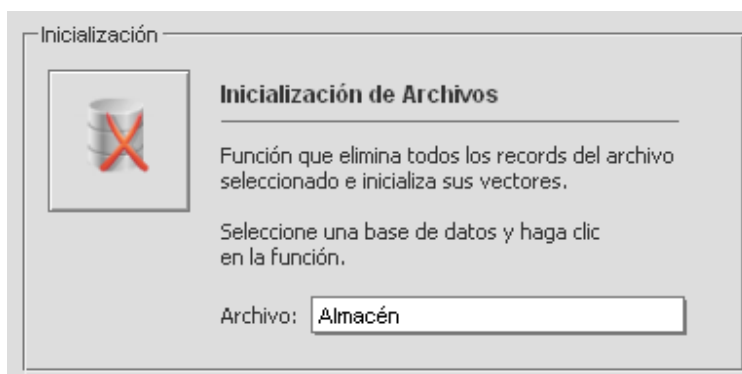 Inicialización
Inicialización de Archivos
Función que elimina todos los records del archivo
seleccionado e inicializa sus vectores.
Seleccione una base de datos y haga clic
en la función.
Archivo: Almacén